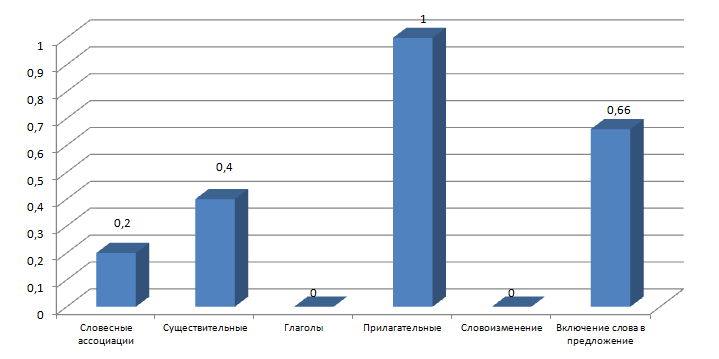 1
0,9
0,8
0,7
0,6
0,5
0,4
0,3
0,2
0,1
0
0,2
0,4
0
1
0
0,66
Словесные
ассоциации
Существительные
Глаголы
Прилагательные
Словоизменение
Включение слова в
предложение